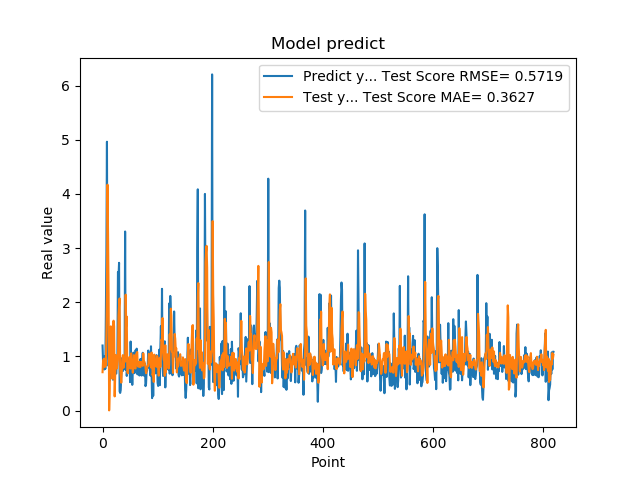 Model predict
Predict y... Test Score RMSE= 0.5719
Test y... Test Score MAE= 0.3627
Real value
6
5
4
3
2
1
0
0 200 400 600 800
Point